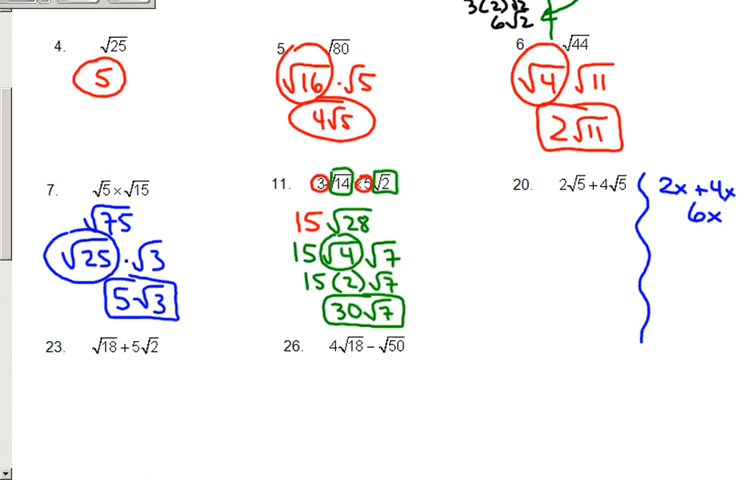 3(2)√2
6√2
4. √25
5
5. √80
√16 · √5
4√5
6 √44
√4 √11
2√11
7. √5 × √15
√75
√25 · √3
5√3
11. 3√14 × 5√2
15 √28
15 √4 √7
15(2)√7
30√7
20. 2√5 + 4√5
2x + 4x
6x
23. √18 + 5√2
26. 4√18 − √50